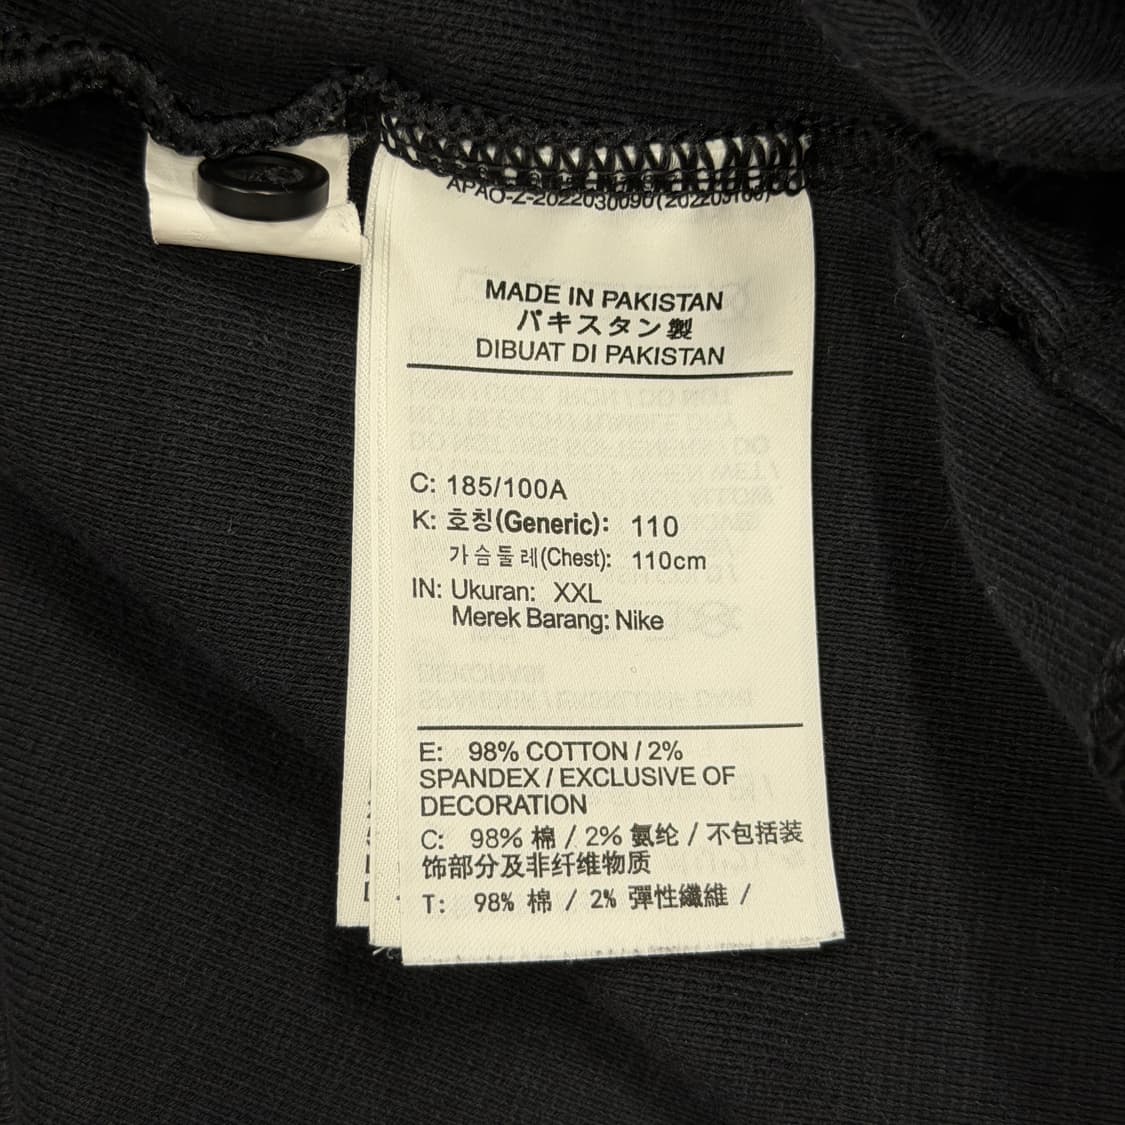 MADE IN PAKISTAN
パキスタン製
DIBUAT DI PAKISTAN
C: 185/100A
K: 호칭(Generic): 110
가슴둘레(Chest): 110cm
IN: Ukuran: XXL
Merek Barang: Nike
E: 98% COTTON / 2%
SPANDEX / EXCLUSIVE OF
DECORATION
C: 98% 棉 / 2% 氨纶 / 不包括装
饰部分及非纤维物质
T: 98% 棉 / 2% 彈性纖維 /